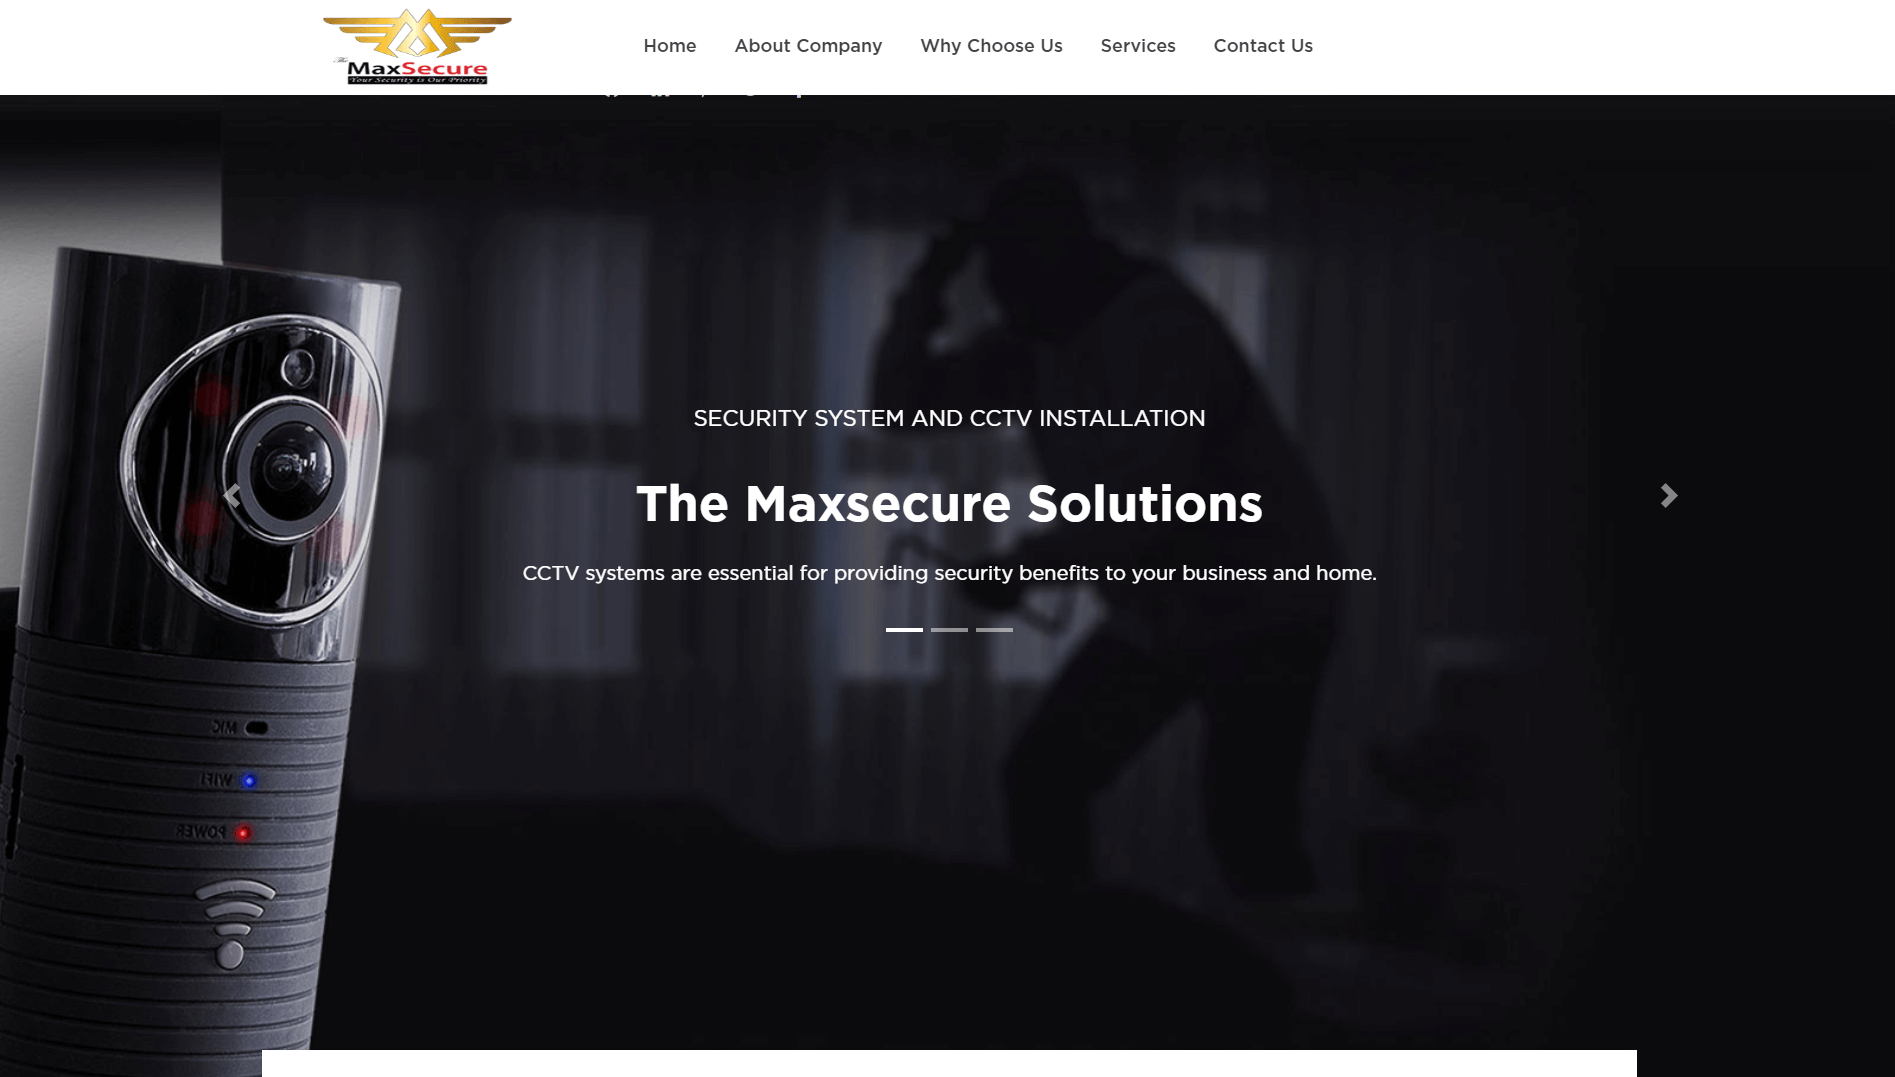 The
MaxSecure
Your Security is Our Priority
Home
About Company
Why Choose Us
Services
Contact Us
SECURITY SYSTEM AND CCTV INSTALLATION
The Maxsecure Solutions
CCTV systems are essential for providing security benefits to your business and home.
MIC
WIFI
POWER